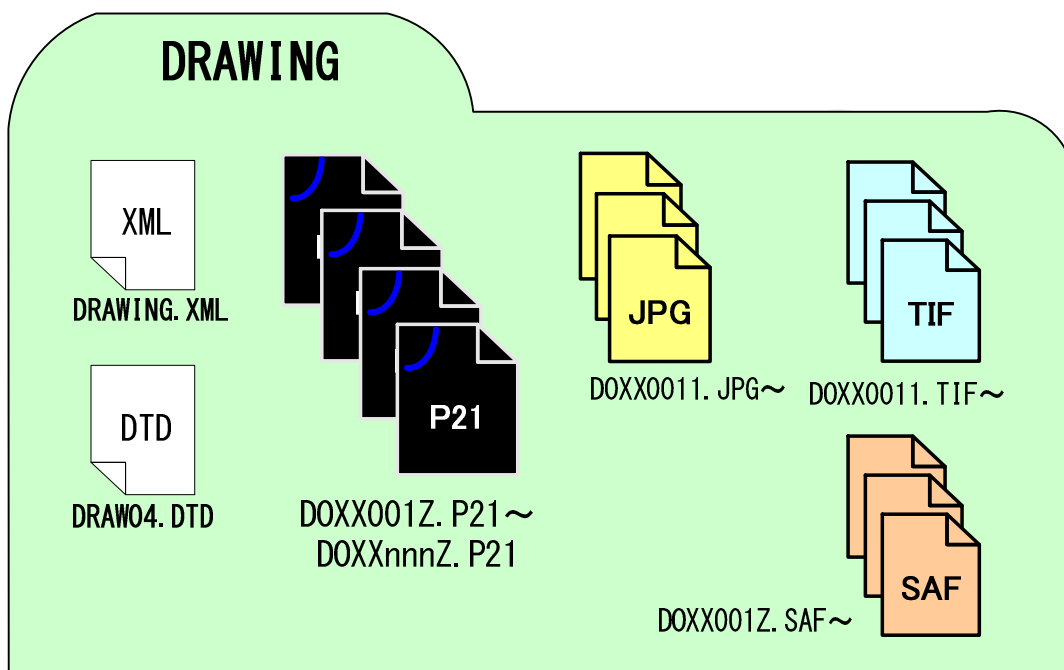 DRAWING
XML
DRAWING.XML
DTD
DRAW04.DTD
P21
D0XX001Z.P21～
D0XXnnnZ.P21
JPG
D0XX0011.JPG～
TIF
D0XX0011.TIF～
SAF
D0XX001Z.SAF～